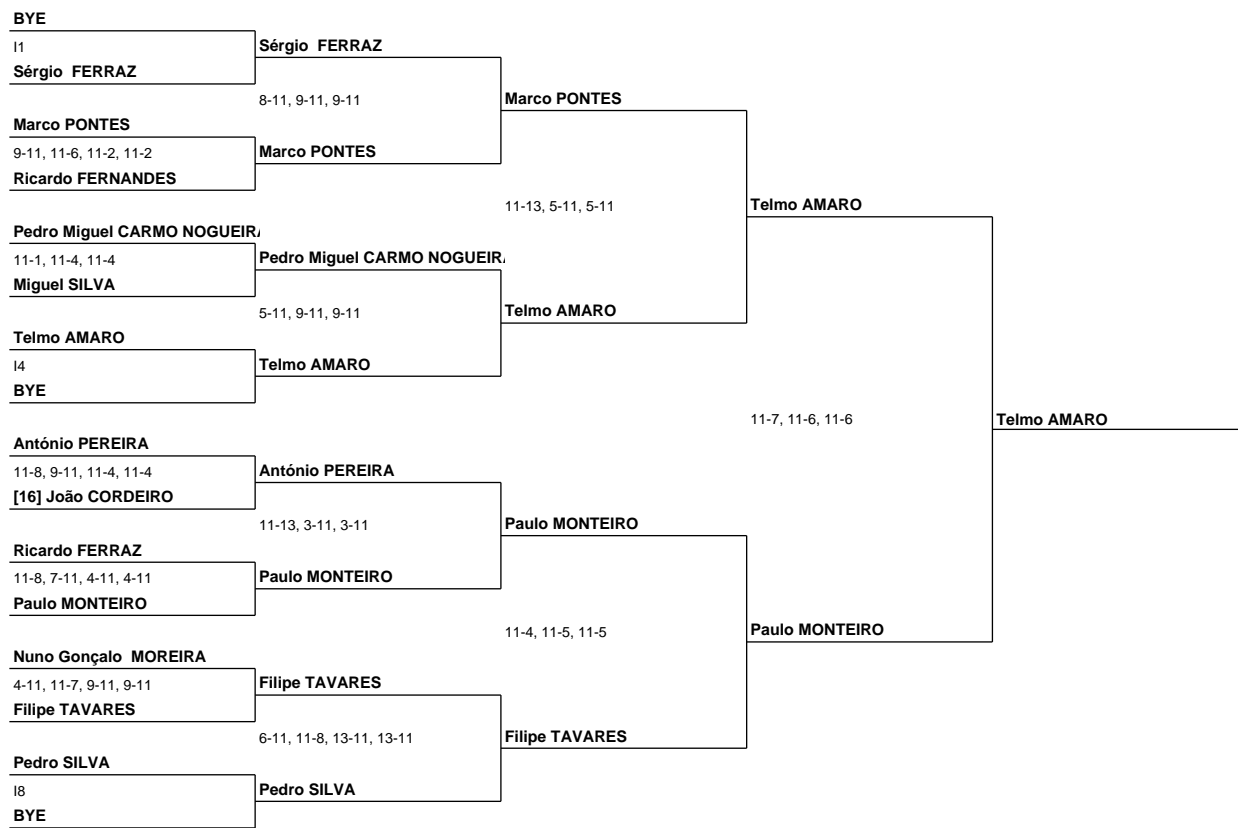 BYE
I1
Sérgio  FERRAZ
Sérgio  FERRAZ
8-11, 9-11, 9-11
Marco PONTES
Marco PONTES
9-11, 11-6, 11-2, 11-2
Marco PONTES
Ricardo FERNANDES
11-13, 5-11, 5-11
Telmo AMARO
Pedro Miguel CARMO NOGUEIRA
11-1, 11-4, 11-4
Pedro Miguel CARMO NOGUEIRA
Miguel SILVA
5-11, 9-11, 9-11
Telmo AMARO
Telmo AMARO
I4
Telmo AMARO
BYE
11-7, 11-6, 11-6
Telmo AMARO
António PEREIRA
11-8, 9-11, 11-4, 11-4
António PEREIRA
[16] João CORDEIRO
11-13, 3-11, 3-11
Paulo MONTEIRO
Ricardo FERRAZ
11-8, 7-11, 4-11, 4-11
Paulo MONTEIRO
Paulo MONTEIRO
11-4, 11-5, 11-5
Paulo MONTEIRO
Nuno Gonçalo  MOREIRA
4-11, 11-7, 9-11, 9-11
Filipe TAVARES
Filipe TAVARES
6-11, 11-8, 13-11, 13-11
Filipe TAVARES
Pedro SILVA
I8
Pedro SILVA
BYE